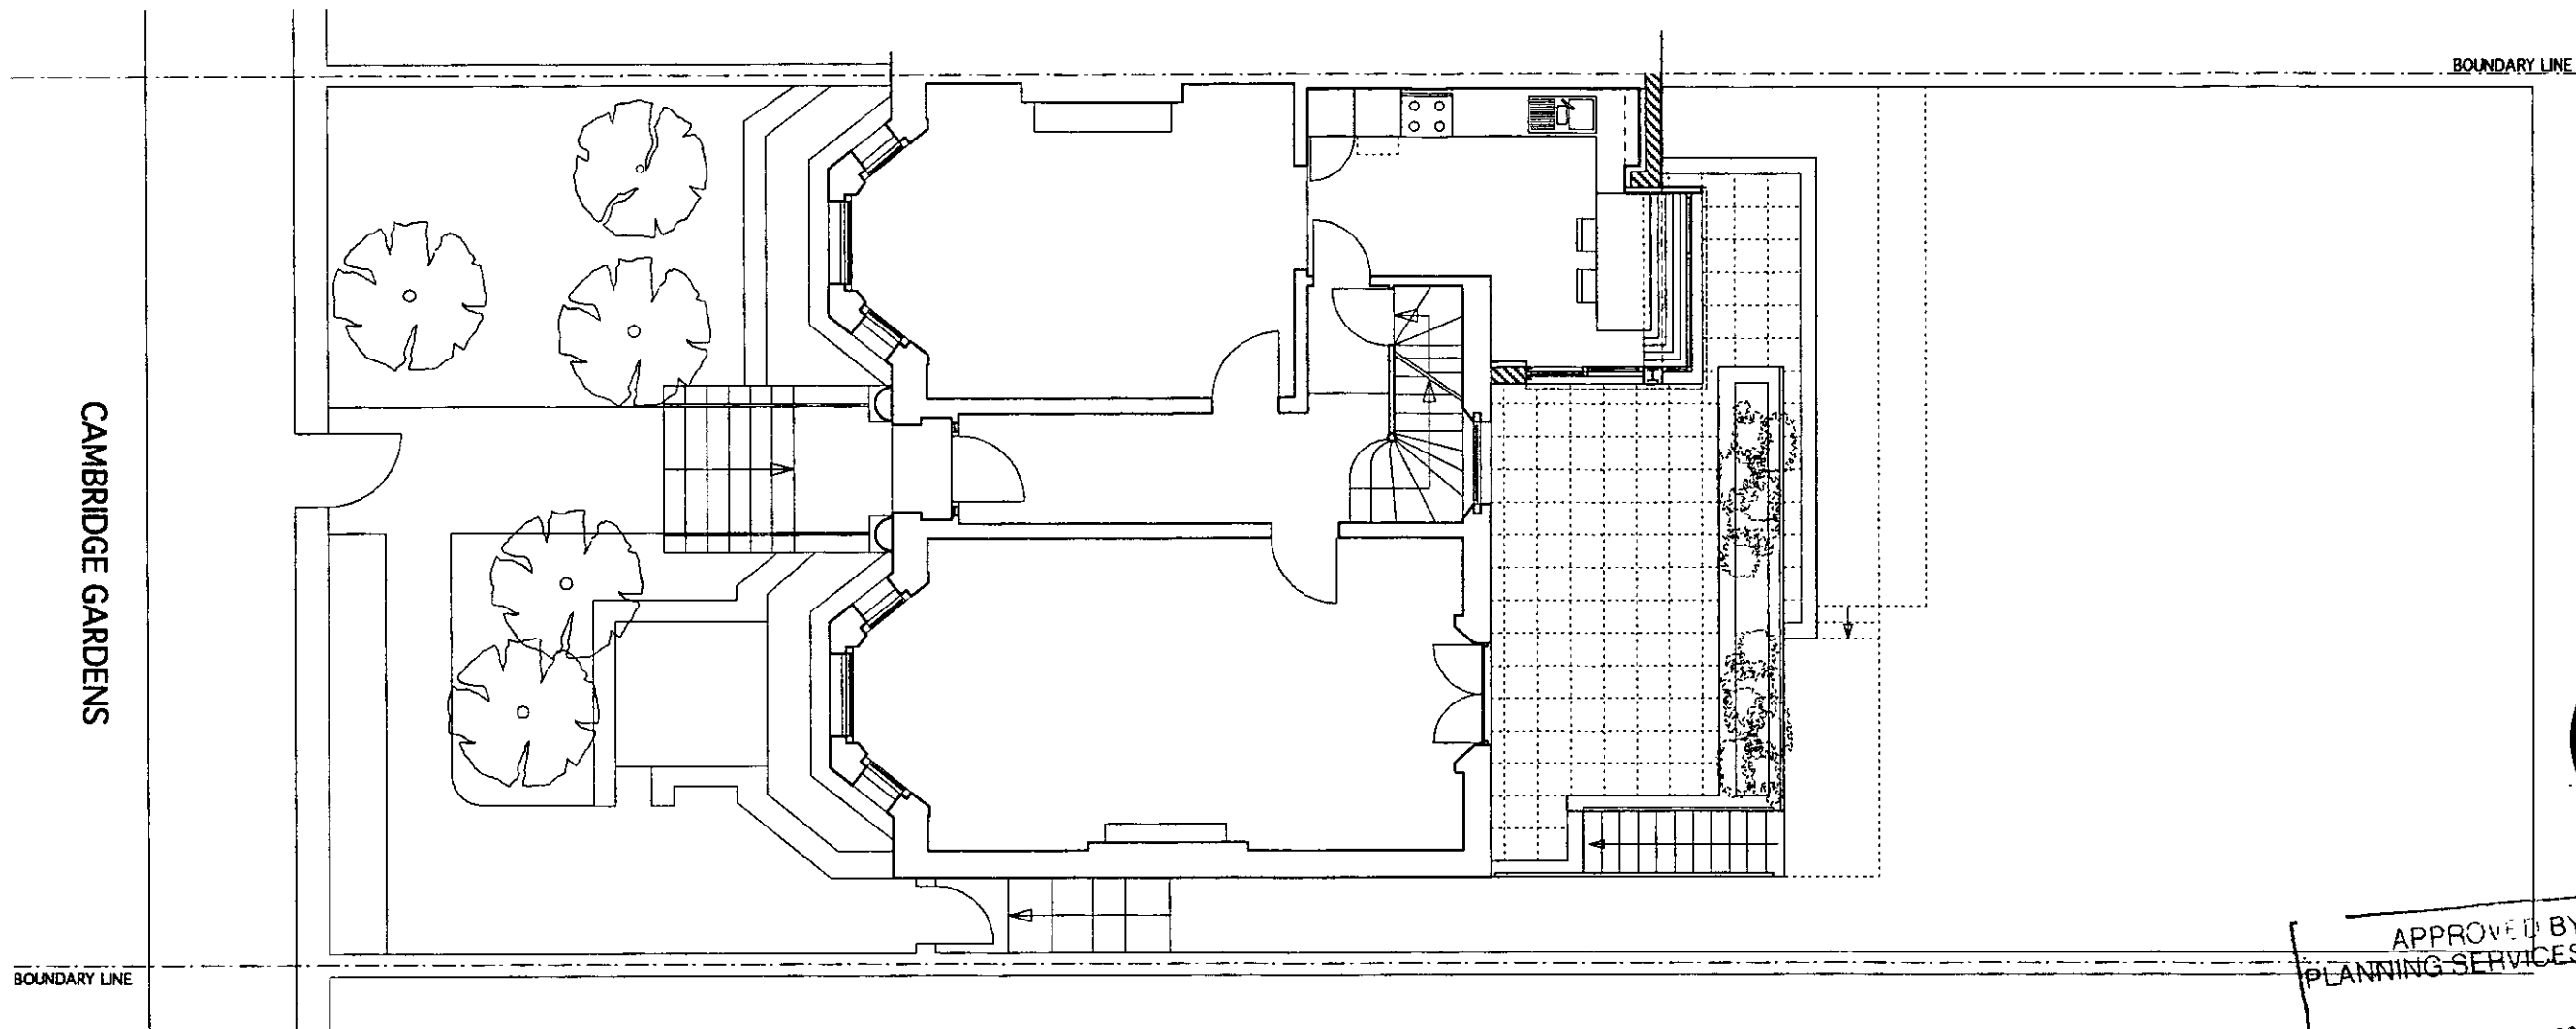 BOUNDARY LINE
CAMBRIDGE GARDENS
BOUNDARY LINE
APPROVED BY
PLANNING SERVICES